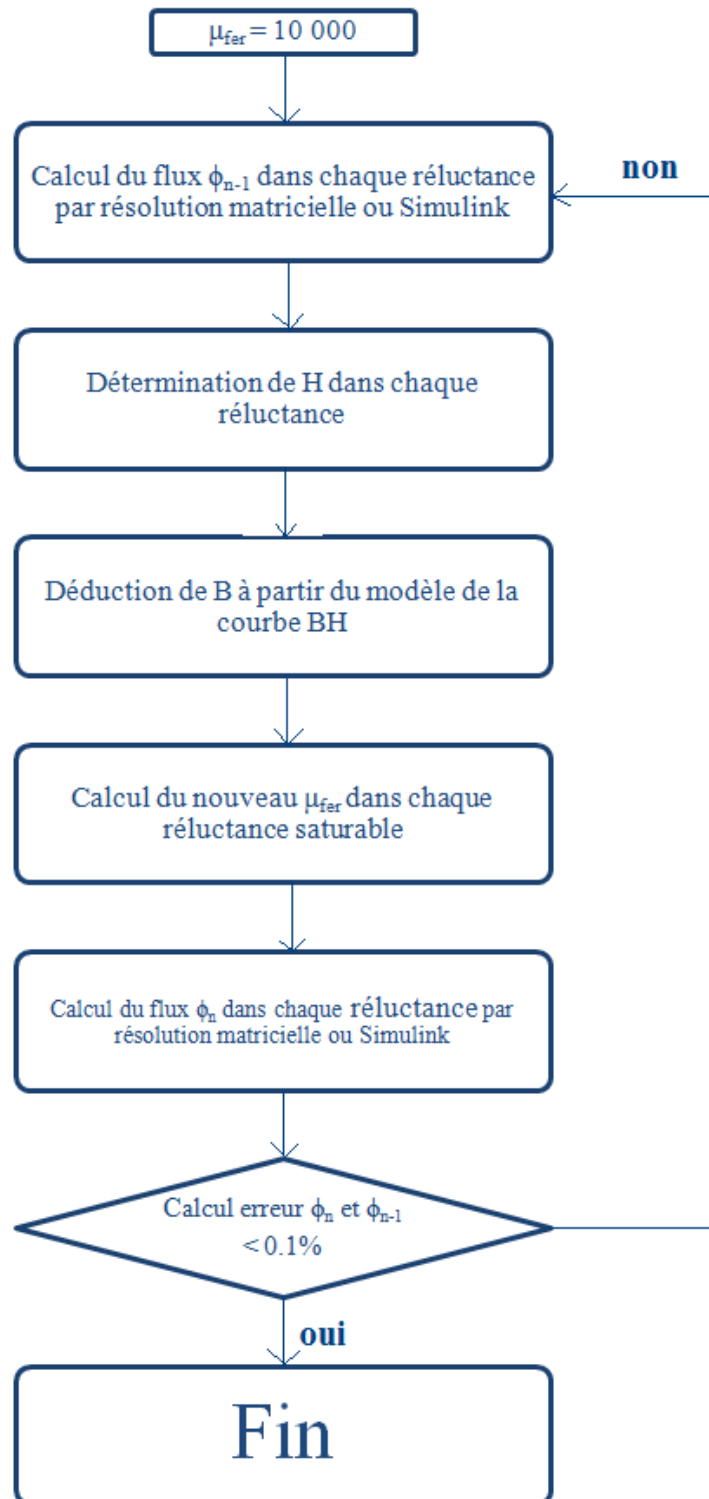 μfer = 10 000
Calcul du flux ϕn-1 dans chaque réluctance
par résolution matricielle ou Simulink
non
Détermination de H dans chaque
réluctance
Déduction de B à partir du modèle de la
courbe BH
Calcul du nouveau μfer dans chaque
réluctance saturable
Calcul du flux ϕn dans chaque réluctance par
résolution matricielle ou Simulink
Calcul erreur ϕn et ϕn-1
< 0.1%
oui
Fin